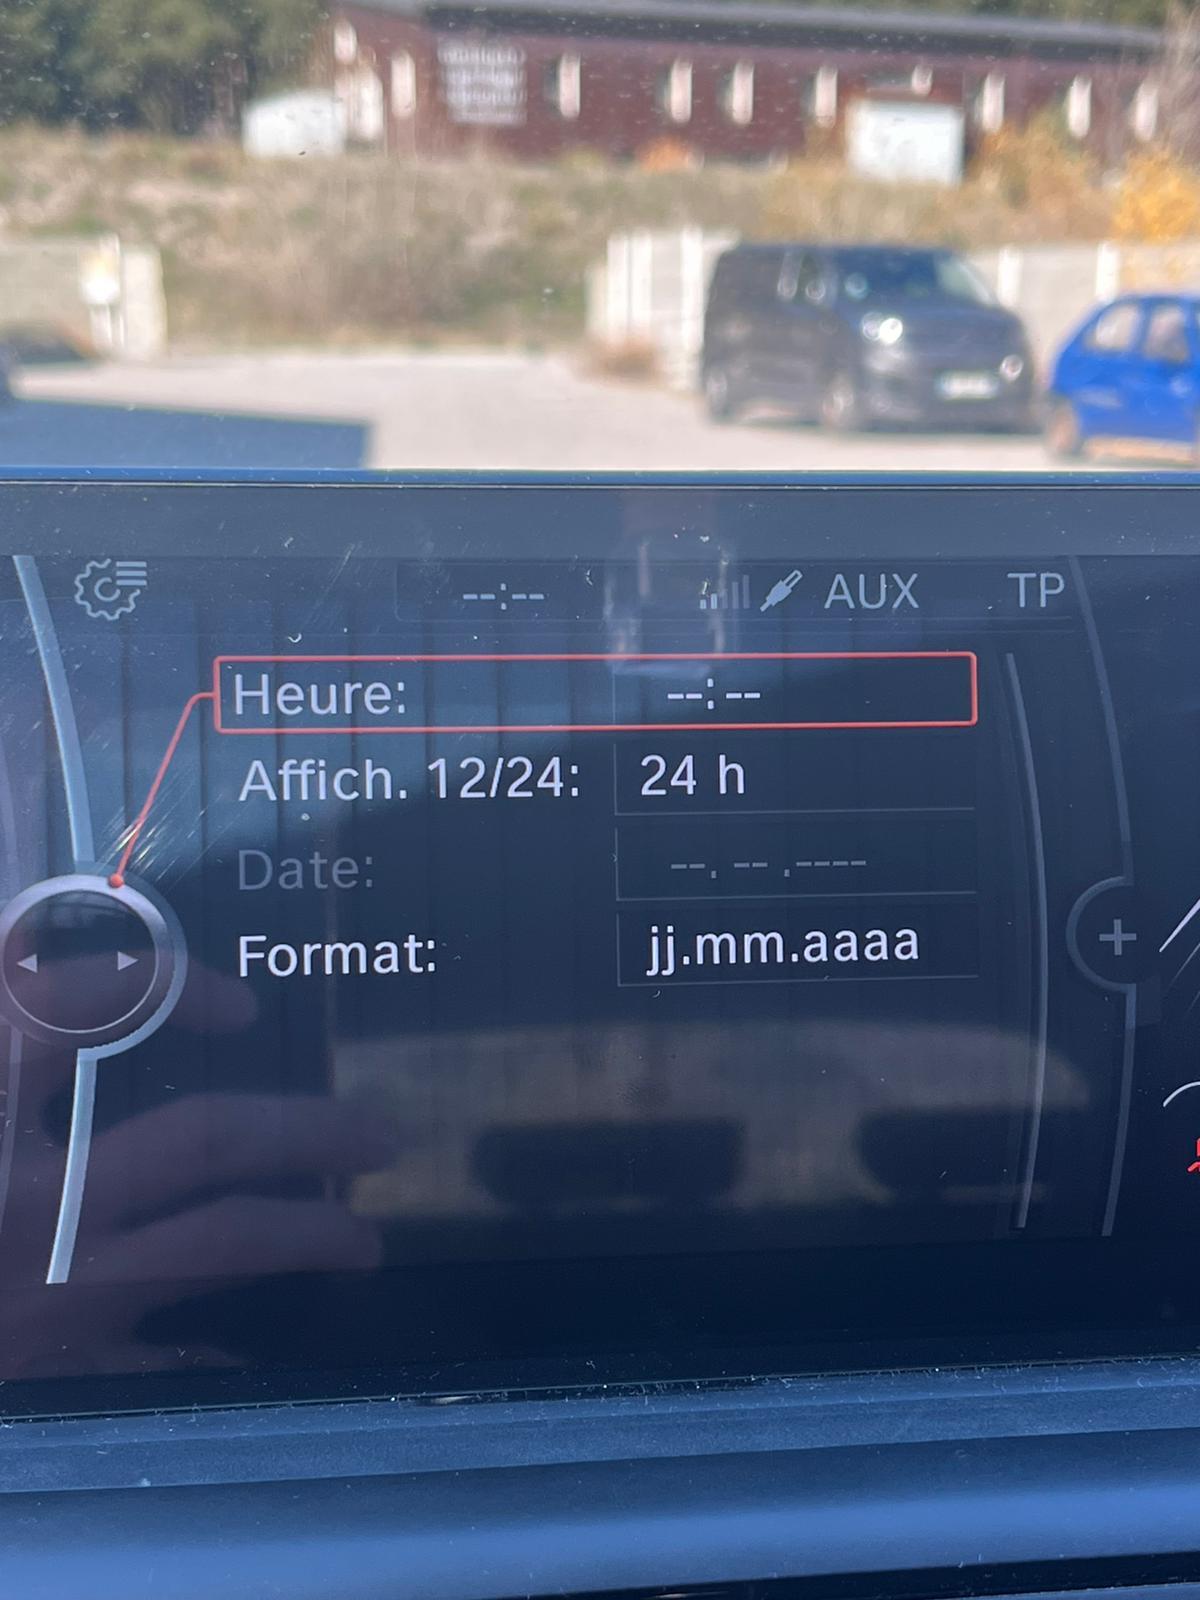 --:-- AUX TP
Heure: --:--
Affich. 12/24: 24 h
Date: --. -- .----
Format: jj.mm.aaaa